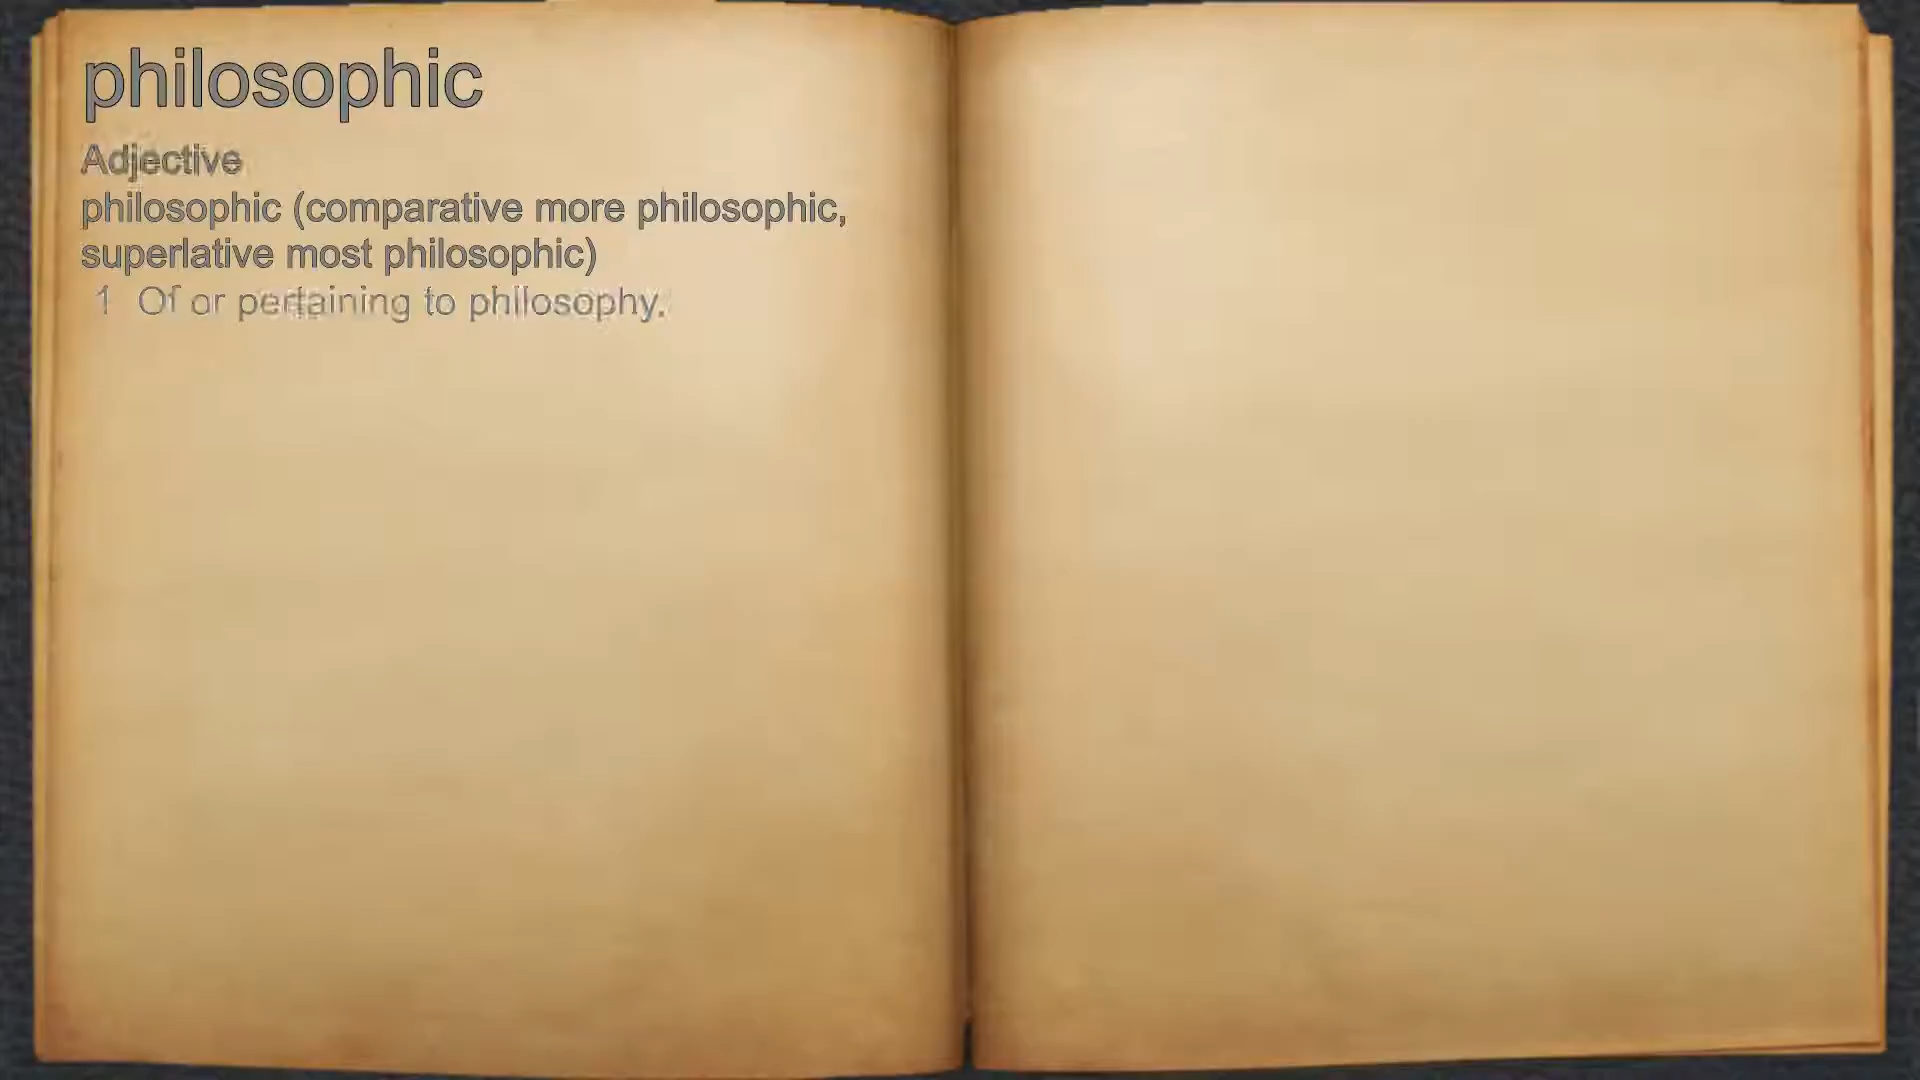 philosophic
Adjective
philosophic (comparative more philosophic,
superlative most philosophic)
1 Of or pertaining to philosophy.